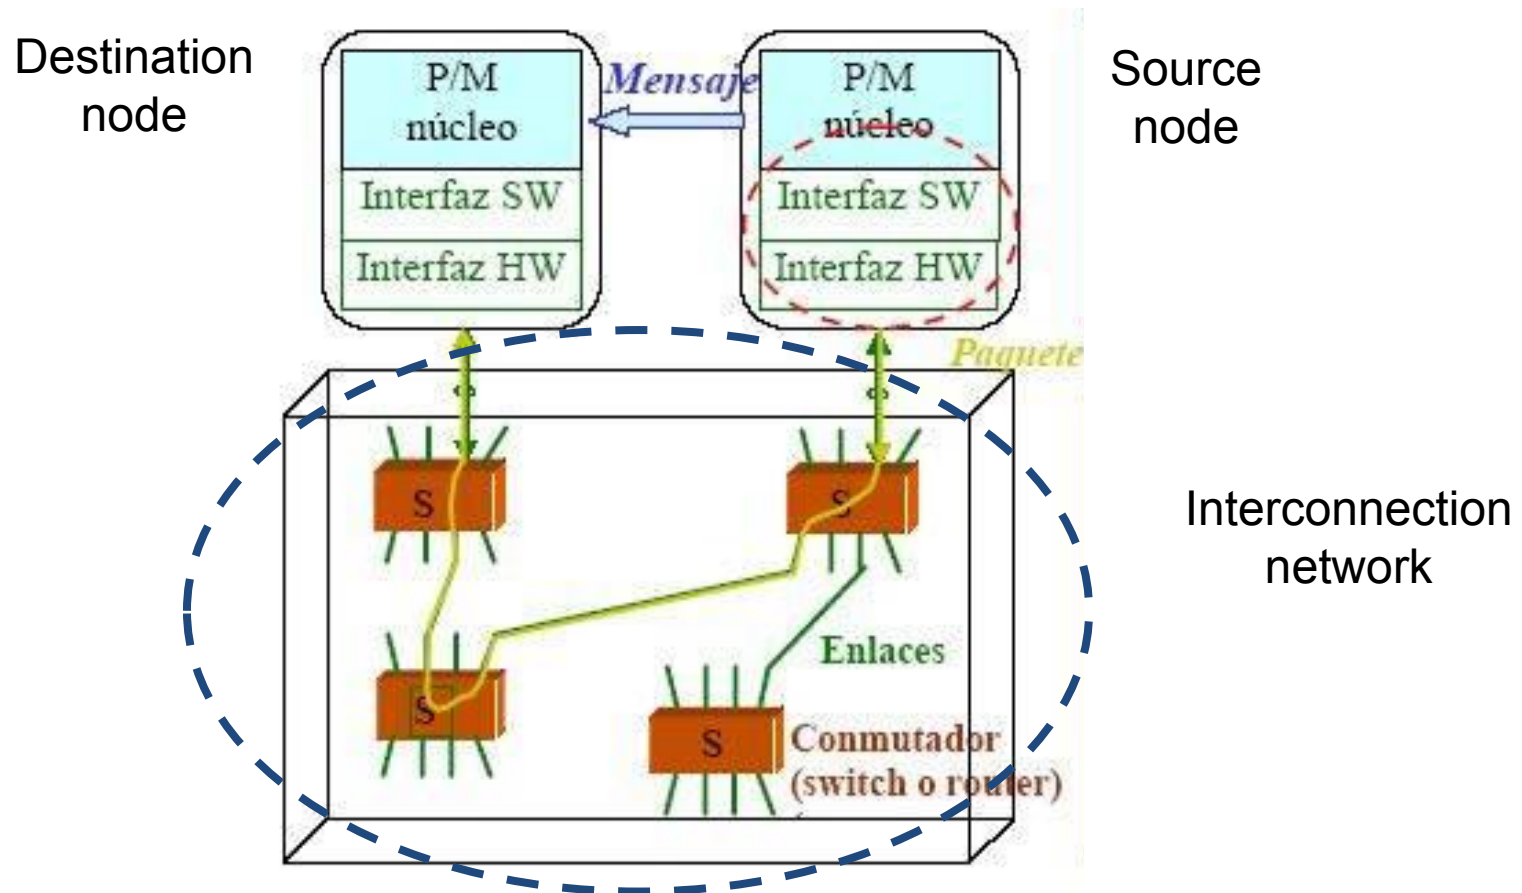 Destination
node
P/M
núcleo
Interfaz SW
Interfaz HW
Mensaje
P/M
núcleo
Interfaz SW
Interfaz HW
Source
node
Paquete
S
S
S
S
Enlaces
Conmutador
(switch o router)
Interconnection
network